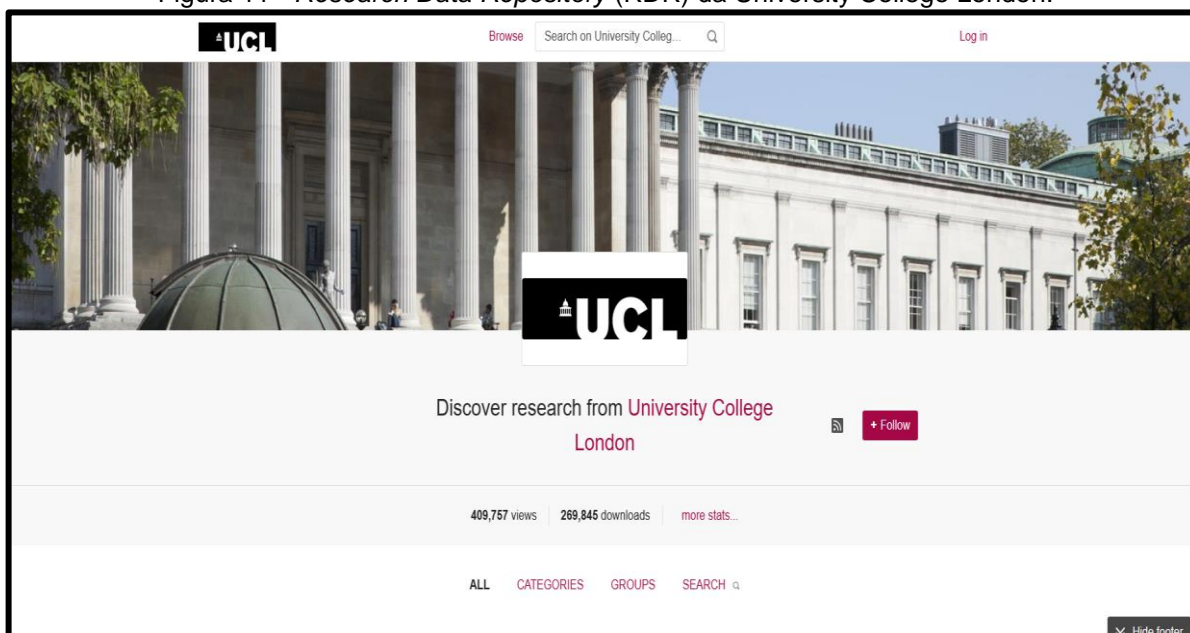 Research Data Repository (RDR) da University College London.
UCL
Browse Search on University Colleg... Log in
UCL
Discover research from University College
London
+ Follow
409,757 views 269,845 downloads more stats...
ALL CATEGORIES GROUPS SEARCH
Hide footer